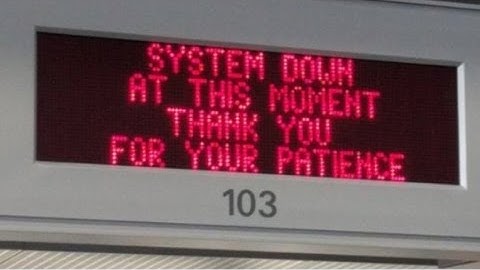 SYSTEM DOWN
AT THIS MOMENT
THANK YOU
FOR YOUR PATIENCE
103